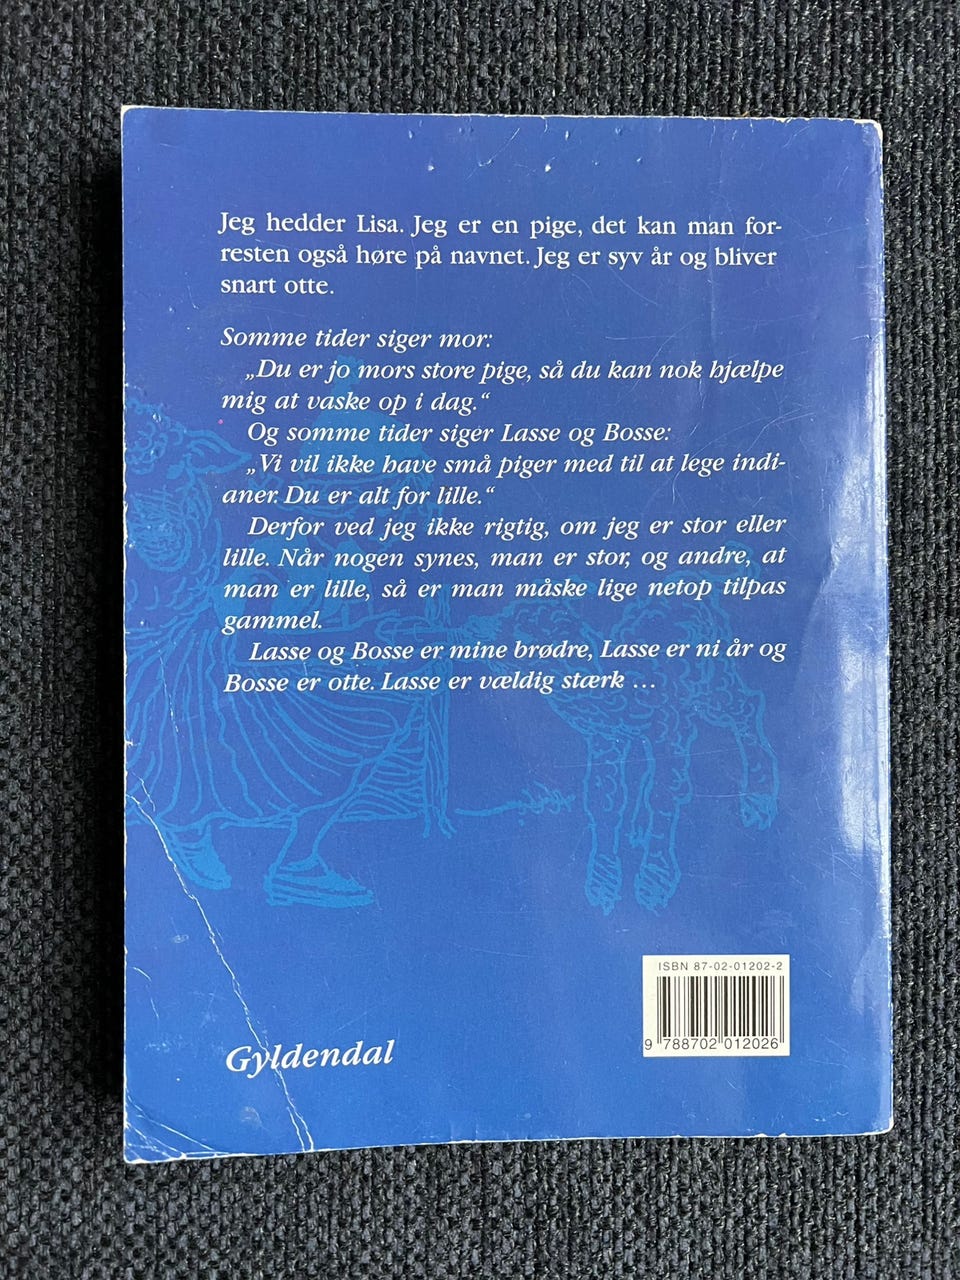 Jeg hedder Lisa. Jeg er en pige, det kan man for-
resten også høre på navnet. Jeg er syv år og bliver
snart otte.
Somme tider siger mor:
„Du er jo mors store pige, så du kan nok hjælpe
mig at vaske op i dag.“
Og somme tider siger Lasse og Bosse:
„Vi vil ikke have små piger med til at lege indi-
aner. Du er alt for lille.“
Derfor ved jeg ikke rigtig, om jeg er stor eller
lille. Når nogen synes, man er stor, og andre, at
man er lille, så er man måske lige netop tilpas
gammel.
Lasse og Bosse er mine brødre, Lasse er ni år og
Bosse er otte. Lasse er vældig stærk ...
ISBN 87-02-01202-2
9 788702 012026
Gyldendal